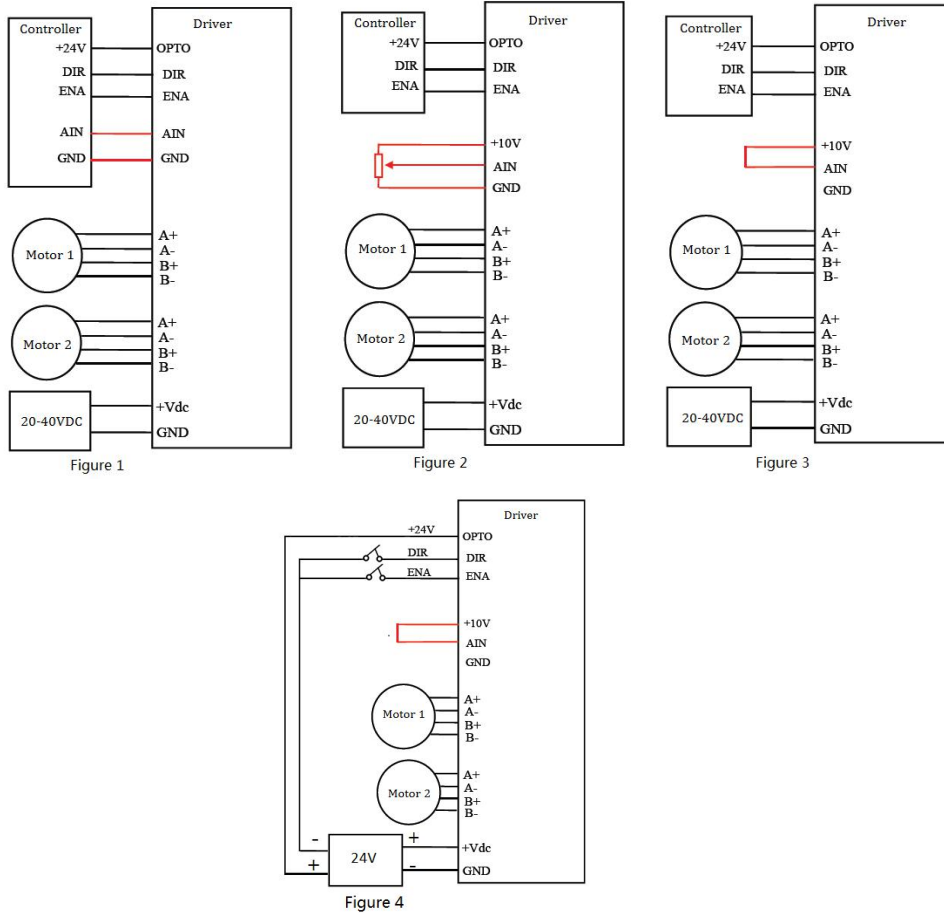 Controller
Driver
+24V
OPTO
DIR
DIR
ENA
ENA
AIN
AIN
GND
GND
Motor 1
A+
A-
B+
B-
Motor 2
A+
A-
B+
B-
20-40VDC
+Vdc
GND
Figure 1
Controller
Driver
+24V
OPTO
DIR
DIR
ENA
ENA
+10V
AIN
GND
Motor 1
A+
A-
B+
B-
Motor 2
A+
A-
B+
B-
20-40VDC
+Vdc
GND
Figure 2
Controller
Driver
+24V
OPTO
DIR
DIR
ENA
ENA
+10V
AIN
GND
Motor 1
A+
A-
B+
B-
Motor 2
A+
A-
B+
B-
20-40VDC
+Vdc
GND
Figure 3
Driver
+24V
OPTO
DIR
DIR
ENA
ENA
+10V
AIN
GND
Motor 1
A+
A-
B+
B-
Motor 2
A+
A-
B+
B-
- 24V +
+Vdc
+ -
GND
Figure 4